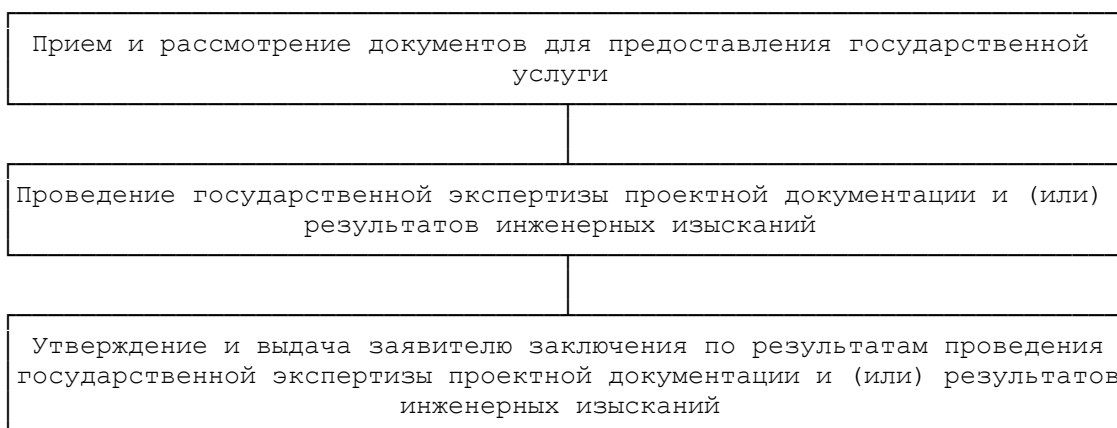 Прием и рассмотрение документов для предоставления государственной
услуги
Проведение государственной экспертизы проектной документации и (или)
результатов инженерных изысканий
Утверждение и выдача заявителю заключения по результатам проведения
государственной экспертизы проектной документации и (или) результатов
инженерных изысканий